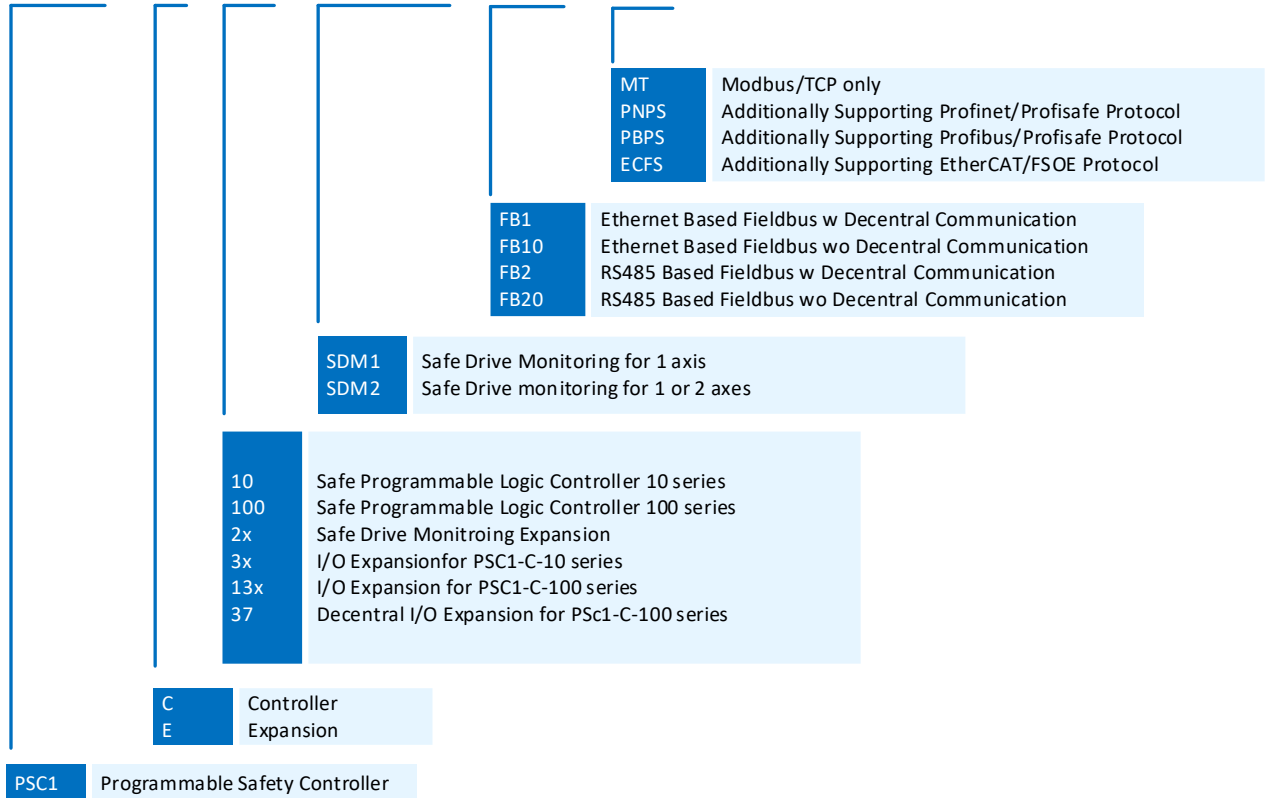 MT Modbus/TCP only
PNPS Additionally Supporting Profinet/Profisafe Protocol
PBPS Additionally Supporting Profibus/Profisafe Protocol
ECFS Additionally Supporting EtherCAT/FSOE Protocol
FB1 Ethernet Based Fieldbus w Decentral Communication
FB10 Ethernet Based Fieldbus wo Decentral Communication
FB2 RS485 Based Fieldbus w Decentral Communication
FB20 RS485 Based Fieldbus wo Decentral Communication
SDM1 Safe Drive Monitoring for 1 axis
SDM2 Safe Drive monitoring for 1 or 2 axes
10 Safe Programmable Logic Controller 10 series
100 Safe Programmable Logic Controller 100 series
2x Safe Drive Monitroing Expansion
3x I/O Expansionfor PSC1-C-10 series
13x I/O Expansion for PSC1-C-100 series
37 Decentral I/O Expansion for PSc1-C-100 series
C Controller
E Expansion
PSC1 Programmable Safety Controller